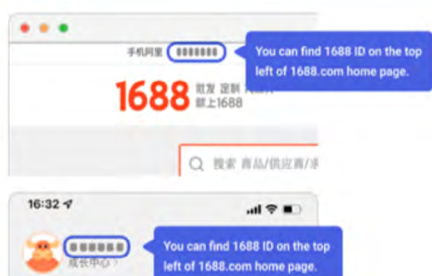 手机阿里
You can find 1688 ID on the top
left of 1688.com home page.
1688
批发 定制
就上1688
搜索 商品/供应商/求
16:32
You can find 1688 ID on the top
left of 1688.com home page.
成长中心